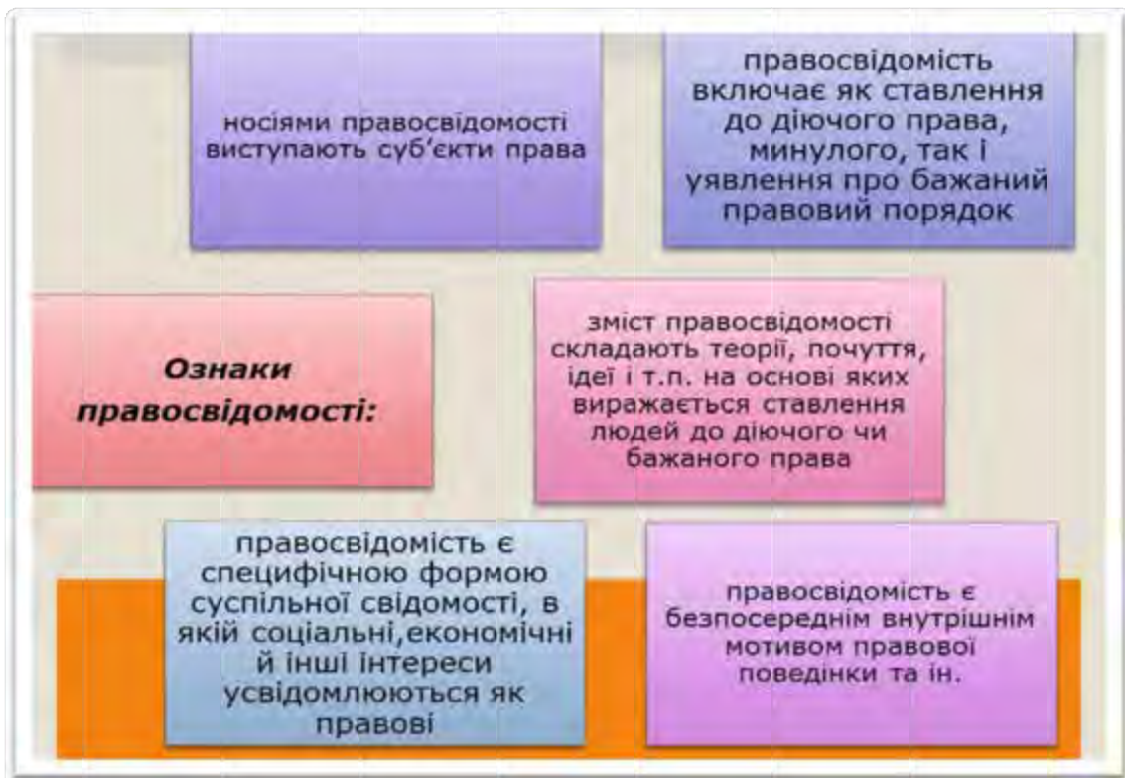 носіями правосвідомості
виступають суб’єкти права
правосвідомість
включає як ставлення
до діючого права,
минулого, так і
уявлення про бажаний
правовий порядок
Ознаки
правосвідомості:
зміст правосвідомості
складають теорії, почуття,
ідеї і т.п. на основі яких
виражається ставлення
людей до діючого чи
бажаного права
правосвідомість є
специфічною формою
суспільної свідомості, в
якій соціальні,економічні
й інші інтереси
усвідомлюються як
правові
правосвідомість є
безпосереднім внутрішнім
мотивом правової
поведінки та ін.